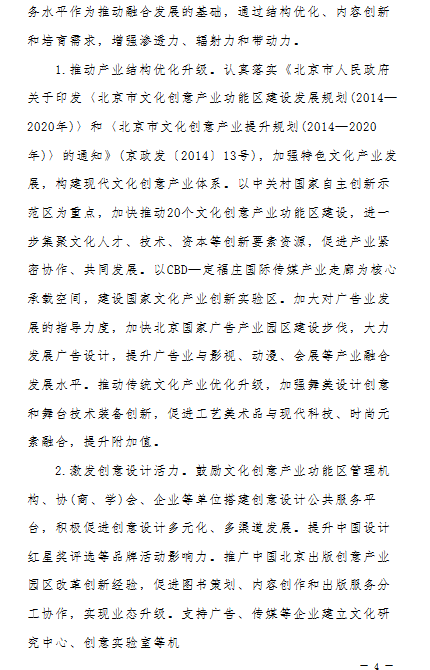 务水平作为推动融合发展的基础，通过结构优化、内容创新
和培育需求，增强渗透力、辐射力和带动力。
1.推动产业结构优化升级。认真落实《北京市人民政府
关于印发〈北京市文化创意产业功能区建设发展规划(2014—
2020年)〉和〈北京市文化创意产业提升规划(2014—2020
年)〉的通知》(京政发〔2014〕13号)，加强特色文化产业发
展，构建现代文化创意产业体系。以中关村国家自主创新示
范区为重点，加快推动20个文化创意产业功能区建设，进一
步集聚文化人才、技术、资本等创新要素资源，促进产业紧
密协作、共同发展。以CBD—定福庄国际传媒产业走廊为核心
承载空间，建设国家文化产业创新实验区。加大对广告业发
展的指导力度，加快北京国家广告产业园区建设步伐，大力
发展广告设计，提升广告业与影视、动漫、会展等产业融合
发展水平。推动传统文化产业优化升级，加强舞美设计创意
和舞台技术装备创新，促进工艺美术品与现代科技、时尚元
素融合，提升附加值。
2.激发创意设计活力。鼓励文化创意产业功能区管理机
构、协(商、学)会、企业等单位搭建创意设计公共服务平
台，积极促进创意设计多元化、多渠道发展。提升中国设计
红星奖评选等品牌活动影响力。推广中国北京出版创意产业
园区改革创新经验，促进图书策划、内容创作和出版服务分
工协作，实现业态升级。支持广告、传媒等企业建立文化研
究中心、创意实验室等机
— 4 —